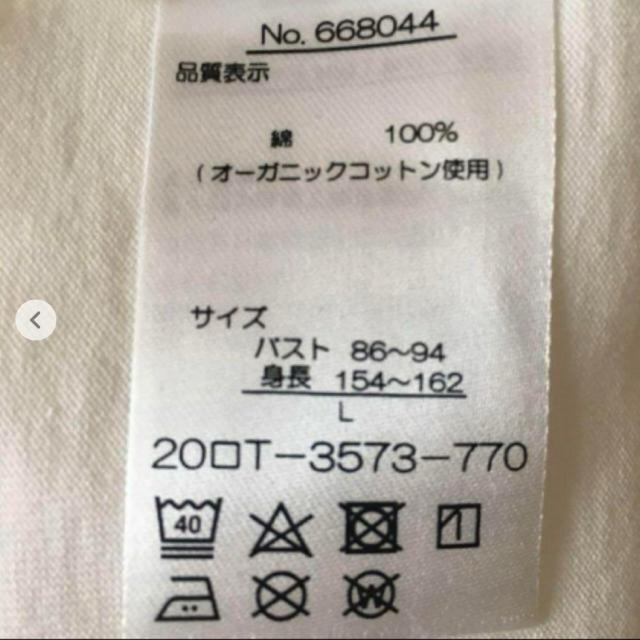 No. 668044
品質表示
綿 100%
(オーガニックコットン使用)
サイズ
バスト 86～94
身長 154～162
L
20ロT-3573-770
40
W